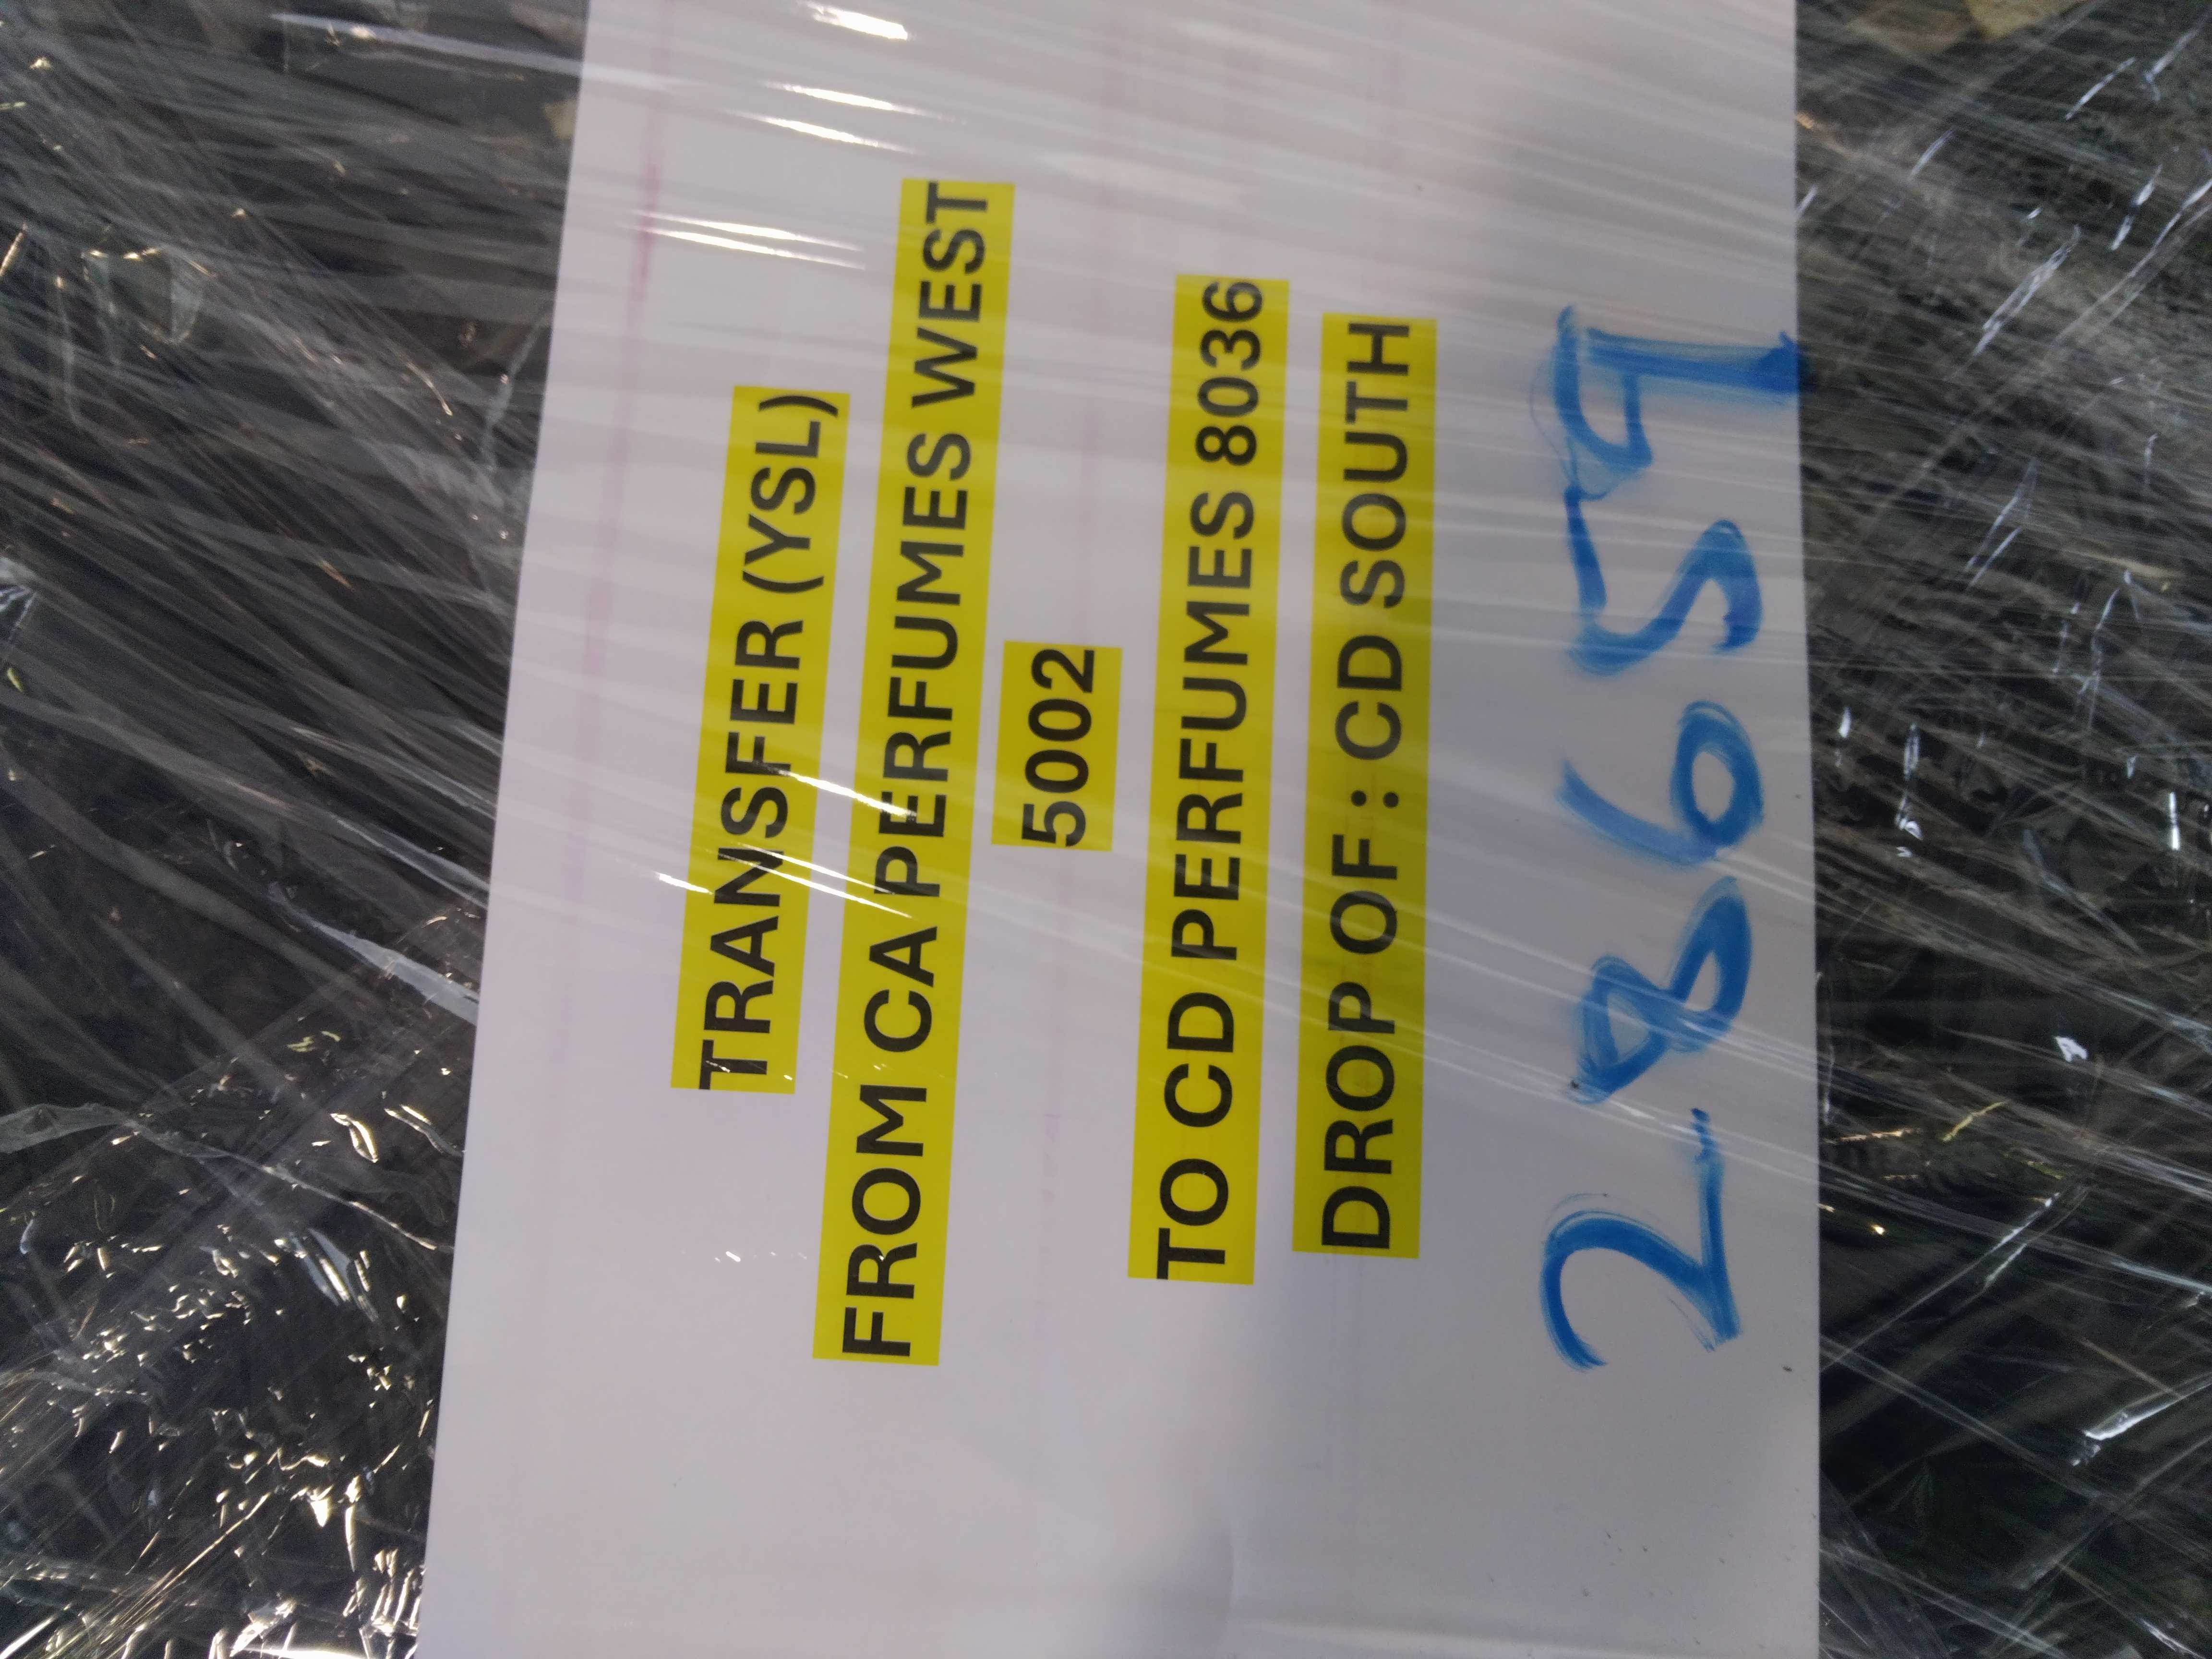 TRANSFER (YSL)
FROM CA PERFUMES WEST
5002
TO CD PERFUMES 8036
DROP OF : CD SOUTH
28659